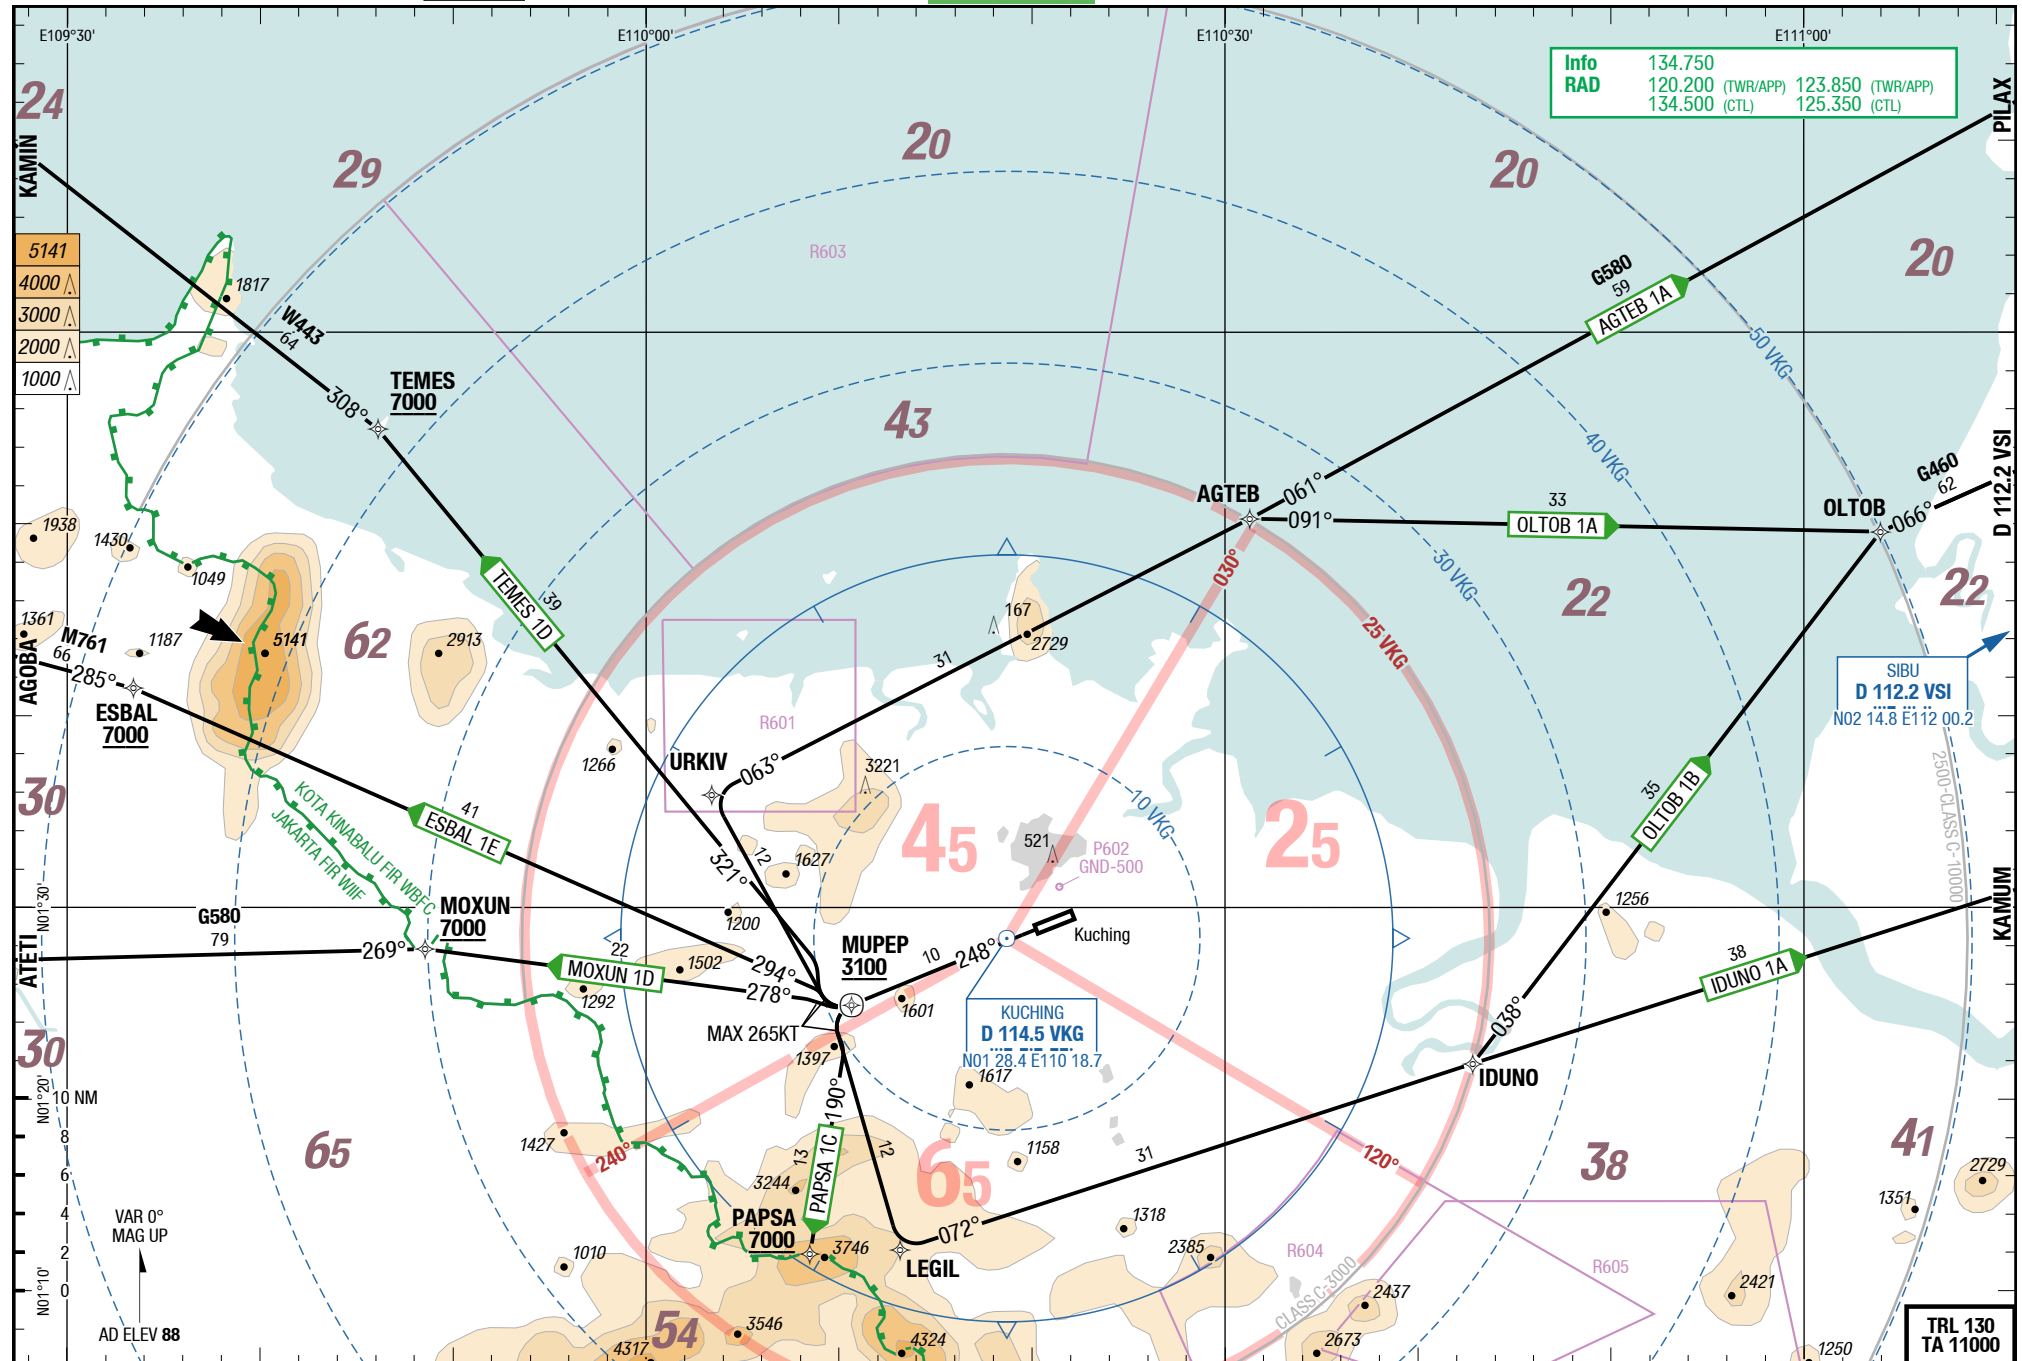 E109°30'
E110°00'
E110°30'
E111°00'
Info 134.750
RAD 120.200 (TWR/APP) 123.850 (TWR/APP)
134.500 (CTL) 125.350 (CTL)
PILAX
KAMIN
24
29
20
20
20
R603
5141
4000
3000
2000
1000
1817
W443
64
308°
TEMES
7000
G580
59
AGTEB 1A
50 VKG
43
40 VKG
AGTEB
061°
091°
33
OLTOB 1A
OLTOB
G460
62
066°
D 112.2 VSI
1938
1430
1049
030°
30 VKG
22
22
TEMES 1D
39
1361
M761
66
1187
5141
62
2913
167
2729
25 VKG
AGOBA
285°
ESBAL
7000
31
SIBU
D 112.2 VSI
N02 14.8 E112 00.2
R601
1266
URKIV
063°
3221
10 VKG
35
OLTOB 1B
2500-CLASS C-10000
30
KOTA KINABALU FIR WBFC
JAKARTA FIR WIIF
41
ESBAL 1E
321°
12
1627
45
521
P602
GND-500
25
N01°30'
G580
79
MOXUN
7000
1200
1256
KAMUM
ATETI
269°
22
MOXUN 1D
1502
294°
278°
MUPEP
3100
10
248°
Kuching
38
IDUNO 1A
1292
1601
MAX 265KT
1397
KUCHING
D 114.5 VKG
N01 28.4 E110 18.7
038°
IDUNO
30
1617
190°
N01°20'
10 NM
8
6
4
2
0
N01°10'
65
1427
240°
13
PAPSA 1C
12
65
1158
31
120°
38
41
2729
1351
3244
PAPSA
7000
3746
072°
LEGIL
1318
2385
R604
R605
VAR 0°
MAG UP
1010
CLASS C-3000
2437
2421
AD ELEV 88
54
3546
4317
4324
2673
1250
TRL 130
TA 11000